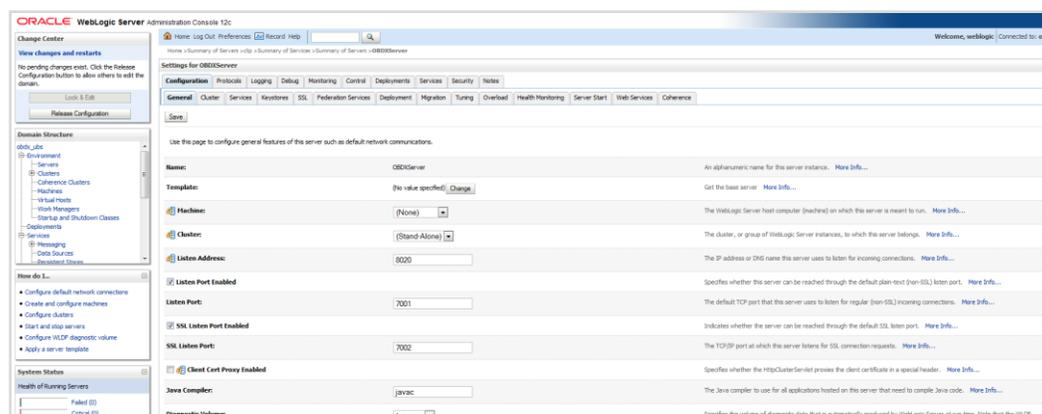 ORACLE WebLogic Server Administration Console 12c
Change Center
View changes and restarts
No pending changes exist. Click the Release
Configuration button to allow others to edit the
domain.
Lock & Edit
Release Configuration
Domain Structure
obdx_ubs
Environment
Servers
Clusters
Coherence Clusters
Machines
Virtual Hosts
Work Managers
Startup and Shutdown Classes
Deployments
Services
Messaging
Data Sources
Persistent Stores
How do I...
Configure default network connections
Create and configure machines
Configure clusters
Start and stop servers
Configure WLDF diagnostic volume
Apply a server template
System Status
Health of Running Servers
Failed (0)
Critical (0)
Home Log Out Preferences Record Help
Welcome, weblogic Connected to:
Home >Summary of Servers >clip >Summary of Services >Summary of Servers >OBDXServer
Settings for OBDXServer
Configuration Protocols Logging Debug Monitoring Control Deployments Services Security Notes
General Cluster Services Keystores SSL Federation Services Deployment Migration Tuning Overload Health Monitoring Server Start Web Services Coherence
Save
Use this page to configure general features of this server such as default network communications.
Name: OBDXServer An alphanumeric name for this server instance. More Info...
Template: (No value specified) Change Get the base server More Info...
Machine: (None) The WebLogic Server host computer (machine) on which this server is meant to run. More Info...
Cluster: (Stand-Alone) The cluster, or group of WebLogic Server instances, to which this server belongs. More Info...
Listen Address: 8020 The IP address or DNS name this server uses to listen for incoming connections. More Info...
Listen Port Enabled Specifies whether this server can be reached through the default plain-text (non-SSL) listen port. More Info...
Listen Port: 7001 The default TCP port that this server uses to listen for regular (non-SSL) incoming connections. More Info...
SSL Listen Port Enabled Indicates whether the server can be reached through the default SSL listen port. More Info...
SSL Listen Port: 7002 The TCP/IP port at which this server listens for SSL connection requests. More Info...
Client Cert Proxy Enabled Specifies whether the HttpClusterServlet proxies the client certificate in a special header. More Info...
Java Compiler: javac The Java compiler to use for all applications hosted on this server that need to compile Java code. More Info...
Diagnostic Volume: